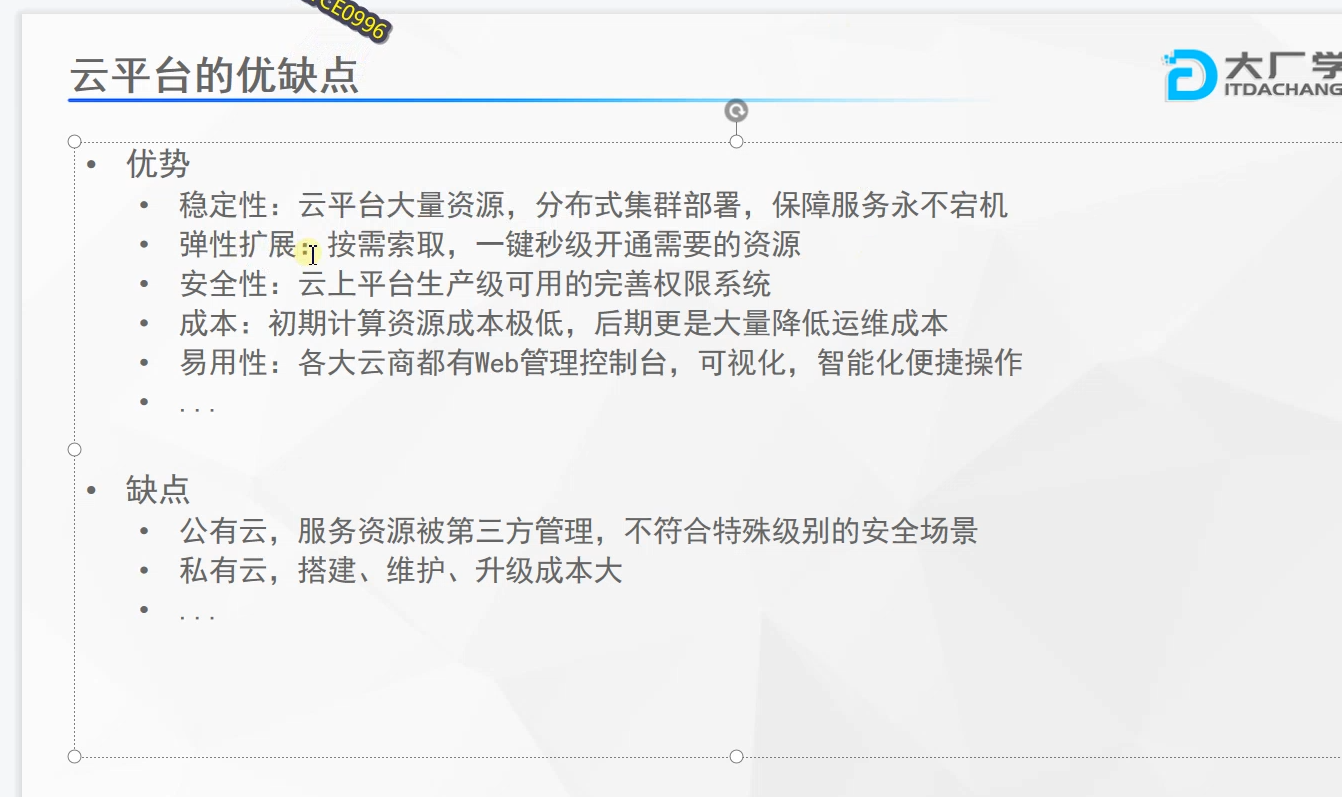 CE0996
云平台的优缺点
大厂学
ITDACHANG
• 优势
• 稳定性：云平台大量资源，分布式集群部署，保障服务永不宕机
• 弹性扩展：按需索取，一键秒级开通需要的资源
• 安全性：云上平台生产级可用的完善权限系统
• 成本：初期计算资源成本极低，后期更是大量降低运维成本
• 易用性：各大云商都有Web管理控制台，可视化，智能化便捷操作
• ...
• 缺点
• 公有云，服务资源被第三方管理，不符合特殊级别的安全场景
• 私有云，搭建、维护、升级成本大
• ...